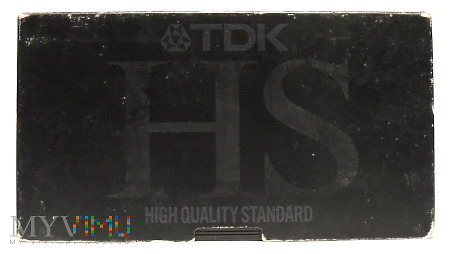 TDK
HS
HIGH QUALITY STANDARD
MYVIMU